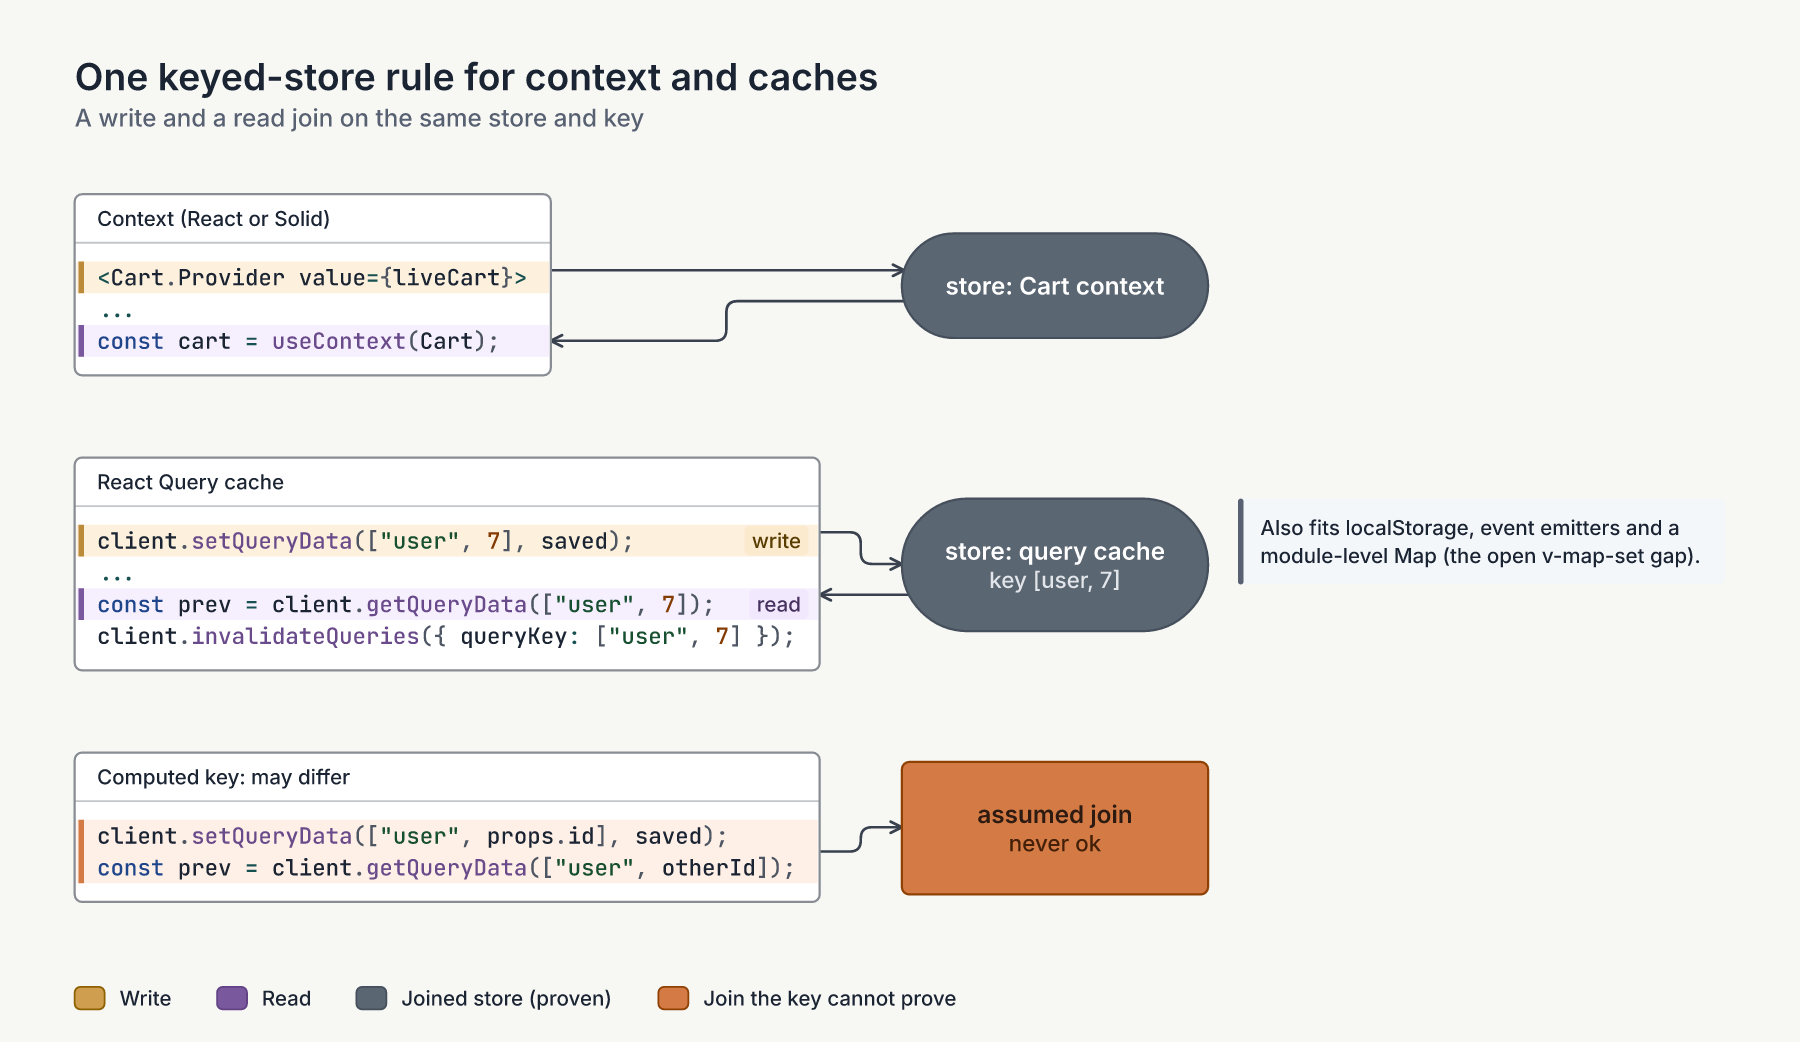 One keyed-store rule for context and caches
A write and a read join on the same store and key
Context (React or Solid)
<Cart.Provider value={liveCart}>
...
const cart = useContext(Cart);
store: Cart context
React Query cache
client.setQueryData(["user", 7], saved); write
...
const prev = client.getQueryData(["user", 7]); read
client.invalidateQueries({ queryKey: ["user", 7] });
store: query cache
key [user, 7]
Also fits localStorage, event emitters and a
module-level Map (the open v-map-set gap).
Computed key: may differ
client.setQueryData(["user", props.id], saved);
const prev = client.getQueryData(["user", otherId]);
assumed join
never ok
Write Read Joined store (proven) Join the key cannot prove